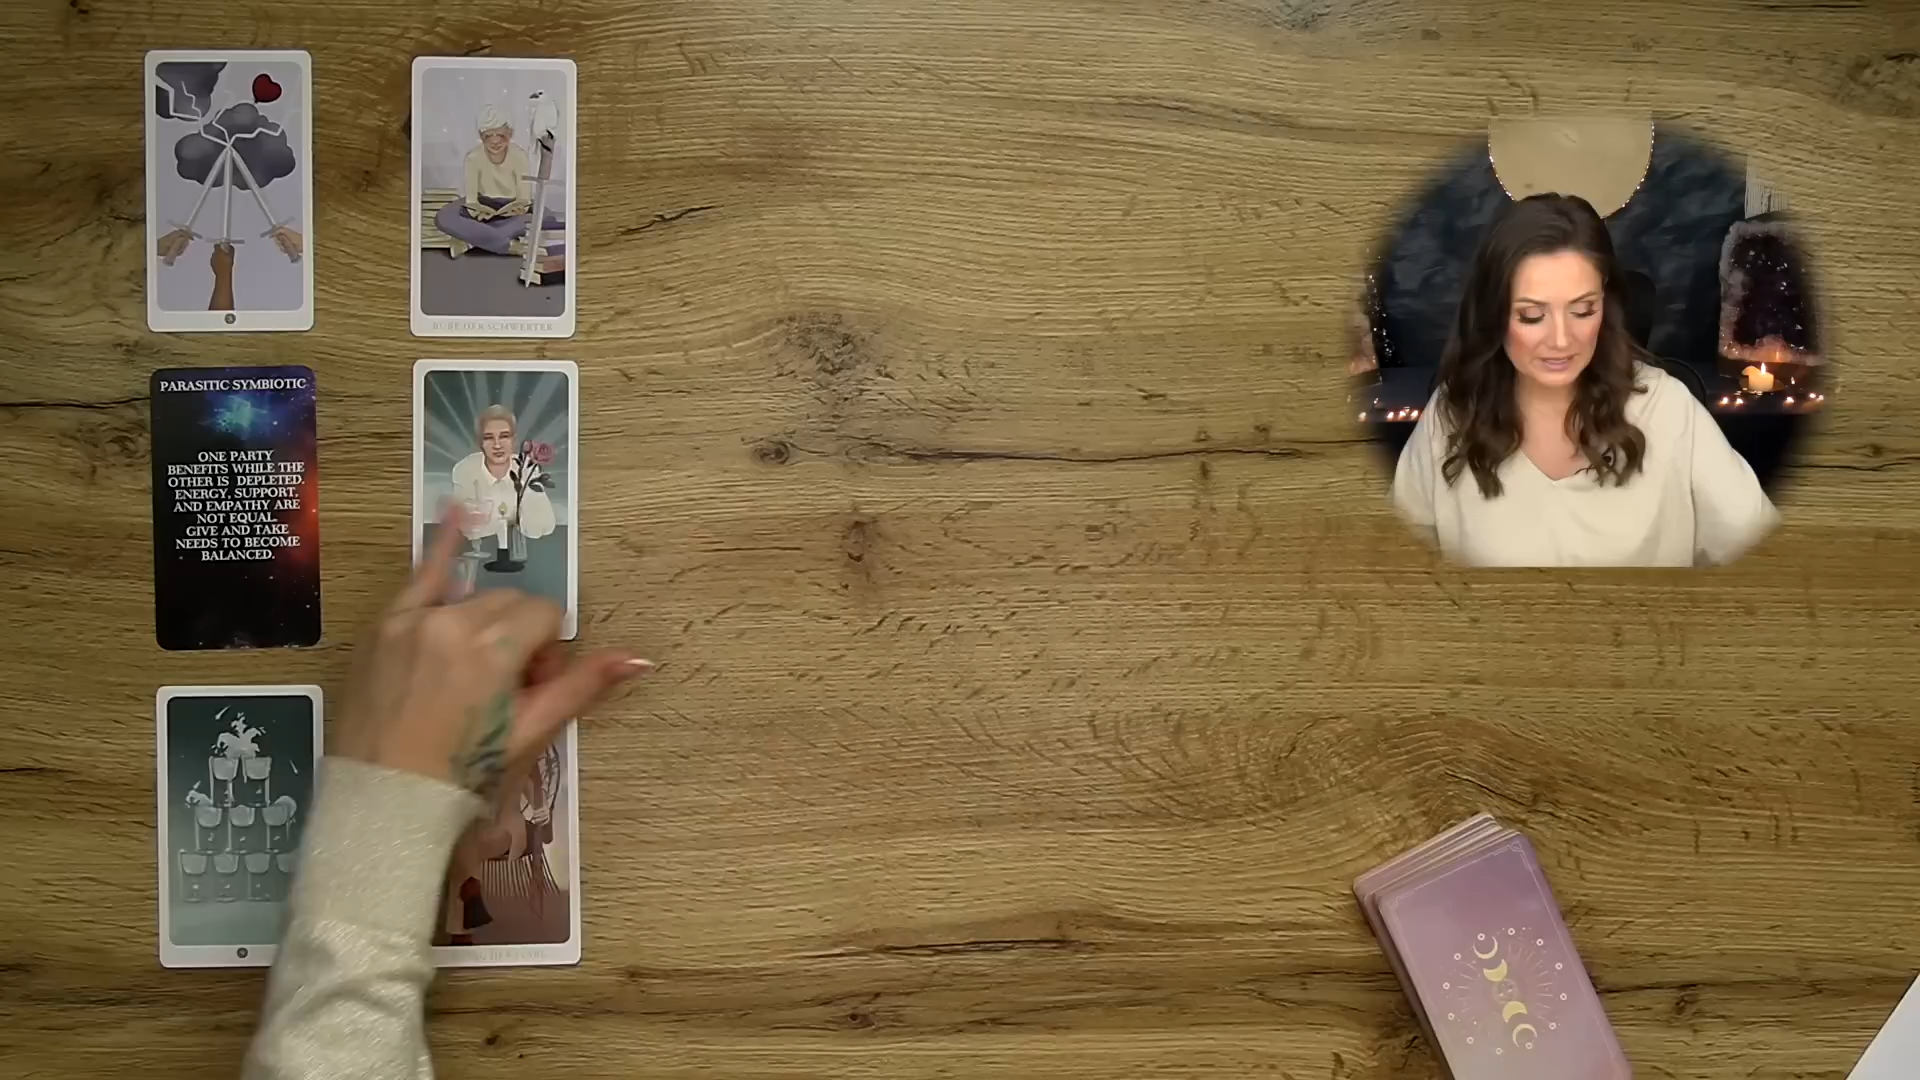 BUBE DER SCHWERTER
PARASITIC SYMBIOTIC
ONE PARTY
BENEFITS WHILE THE
OTHER IS DEPLETED.
ENERGY, SUPPORT,
AND EMPATHY ARE
NOT EQUAL.
GIVE AND TAKE
NEEDS TO BECOME
BALANCED.